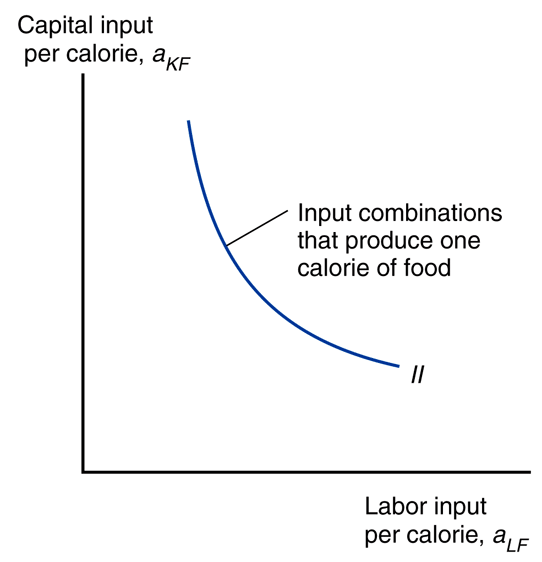 Capital input
per calorie, aKF
Input combinations
that produce one
calorie of food
II
Labor input
per calorie, aLF